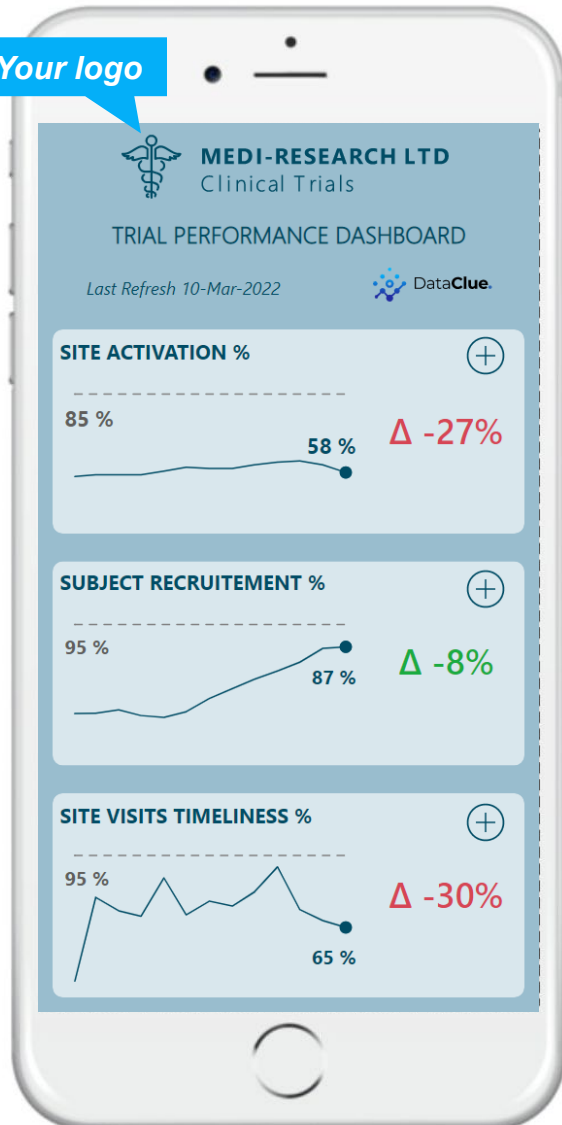 Your logo
MEDI-RESEARCH LTD
Clinical Trials
TRIAL PERFORMANCE DASHBOARD
Last Refresh 10-Mar-2022
DataClue.
SITE ACTIVATION %
85 %
58 %
Δ -27%
SUBJECT RECRUITEMENT %
95 %
87 %
Δ -8%
SITE VISITS TIMELINESS %
95 %
65 %
Δ -30%